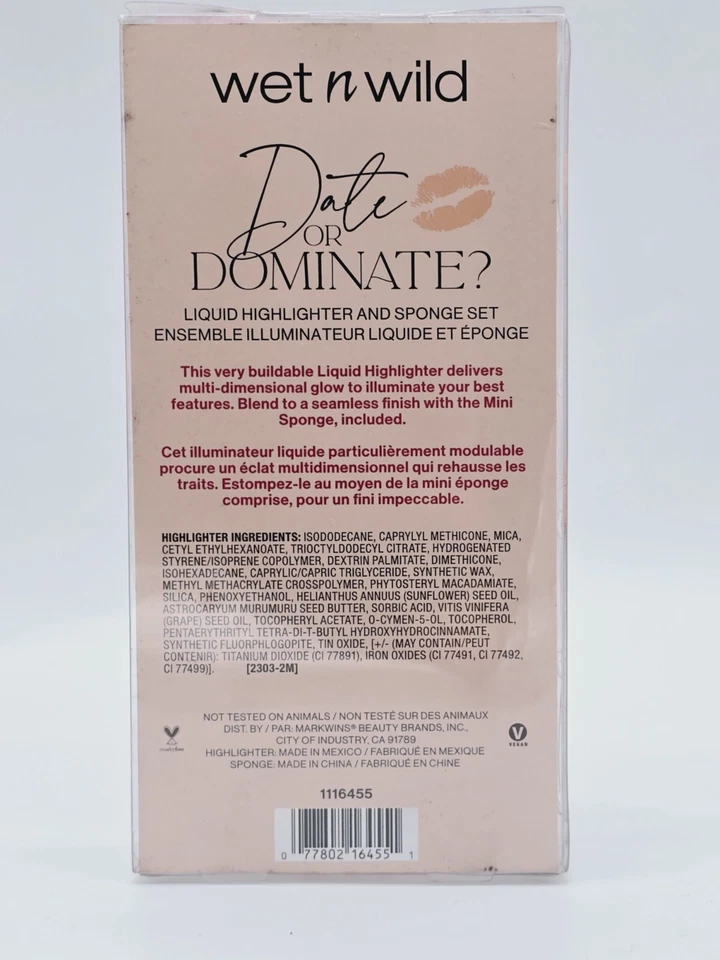 wet n wild
Date
OR
DOMINATE?
LIQUID HIGHLIGHTER AND SPONGE SET
ENSEMBLE ILLUMINATEUR LIQUIDE ET ÉPONGE
This very buildable Liquid Highlighter delivers
multi-dimensional glow to illuminate your best
features. Blend to a seamless finish with the Mini
Sponge, included.
Cet illuminateur liquide particulièrement modulable
procure un éclat multidimensionnel qui rehausse les
traits. Estompez-le au moyen de la mini éponge
comprise, pour un fini impeccable.
HIGHLIGHTER INGREDIENTS: ISODODECANE, CAPRYLYL METHICONE, MICA,
CETYL ETHYLHEXANOATE, TRIOCTYLDODECYL CITRATE, HYDROGENATED
STYRENE/ISOPRENE COPOLYMER, DEXTRIN PALMITATE, DIMETHICONE,
ISOHEXADECANE, CAPRYLIC/CAPRIC TRIGLYCERIDE, SYNTHETIC WAX,
METHYL METHACRYLATE CROSSPOLYMER, PHYTOSTERYL MACADAMIATE,
SILICA, PHENOXYETHANOL, HELIANTHUS ANNUUS (SUNFLOWER) SEED OIL,
ASTROCARYUM MURUMURU SEED BUTTER, SORBIC ACID, VITIS VINIFERA
(GRAPE) SEED OIL, TOCOPHERYL ACETATE, O-CYMEN-5-OL, TOCOPHEROL,
PENTAERYTHRITYL TETRA-DI-T-BUTYL HYDROXYHYDROCINNAMATE,
SYNTHETIC FLUORPHLOGOPITE, TIN OXIDE, [+/- (MAY CONTAIN/PEUT
CONTENIR): TITANIUM DIOXIDE (CI 77891), IRON OXIDES (CI 77491, CI 77492,
CI 77499)]. [2303-2M]
NOT TESTED ON ANIMALS / NON TESTÉ SUR DES ANIMAUX
DIST. BY / PAR: MARKWINS® BEAUTY BRANDS, INC.,
CITY OF INDUSTRY, CA 91789
HIGHLIGHTER: MADE IN MEXICO / FABRIQUÉ EN MEXIQUE
SPONGE: MADE IN CHINA / FABRIQUÉ EN CHINE
crueltyfree
VEGAN
1116455
0 77802 16455 1